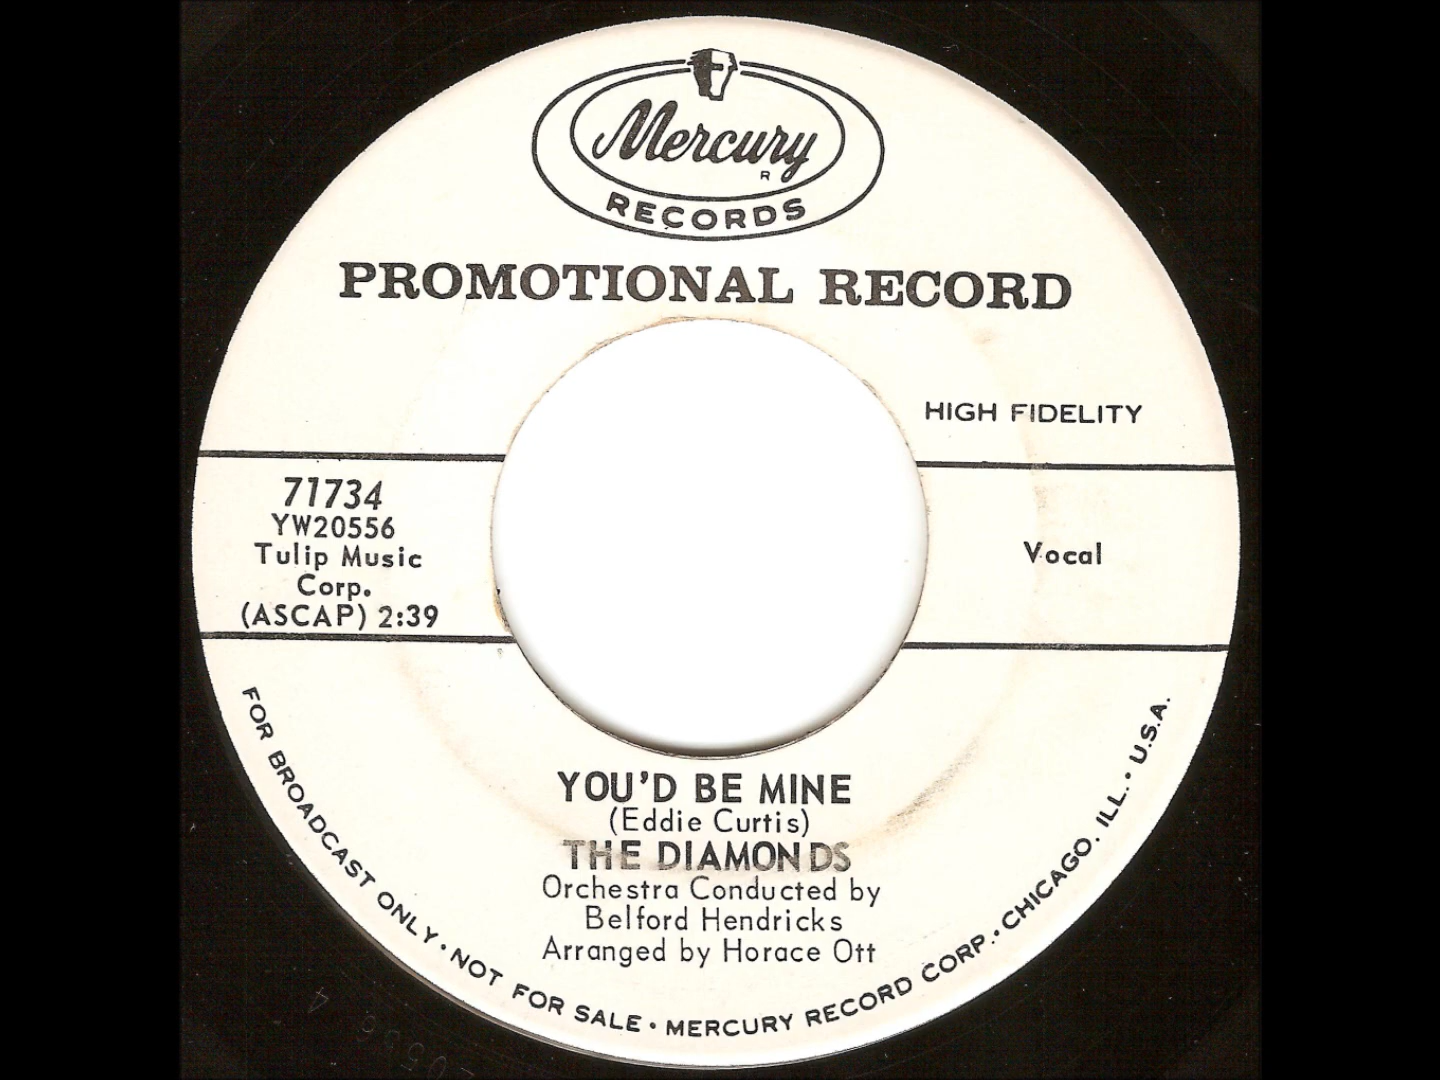 Mercury
R
RECORDS
PROMOTIONAL RECORD
HIGH FIDELITY
71734
YW20556
Tulip Music
Corp.
(ASCAP) 2:39
Vocal
YOU'D BE MINE
(Eddie Curtis)
THE DIAMONDS
Orchestra Conducted by
Belford Hendricks
Arranged by Horace Ott
FOR BROADCAST ONLY • NOT FOR SALE • MERCURY RECORD CORP. • CHICAGO. ILL. • U.S.A.